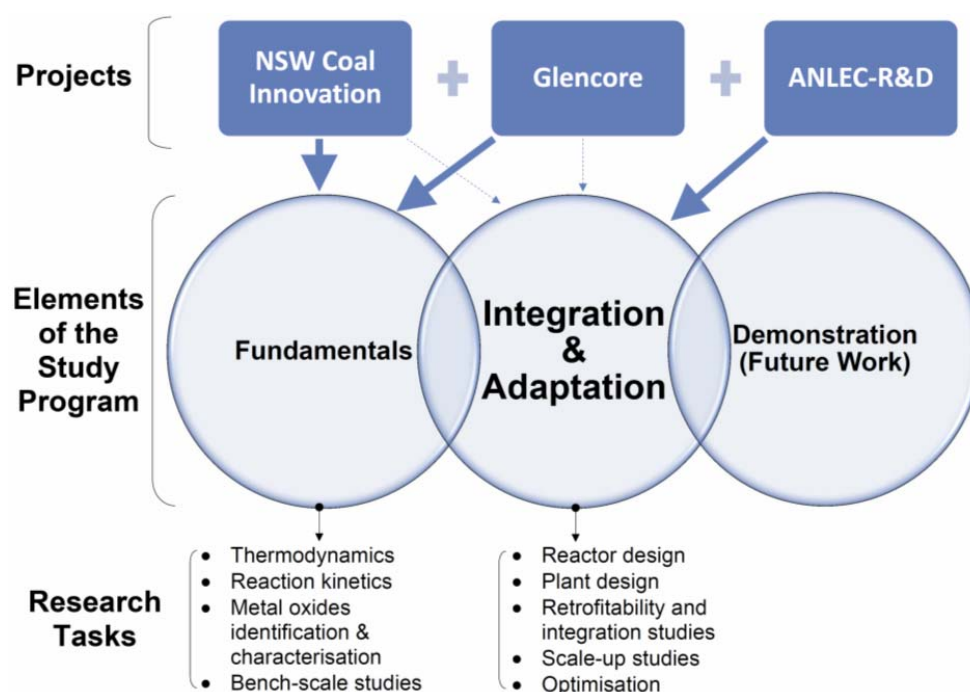 Projects
NSW Coal
Innovation
Glencore
ANLEC-R&D
Elements
of the
Study
Program
Fundamentals
Integration
&
Adaptation
Demonstration
(Future Work)
Research
Tasks
• Thermodynamics
• Reaction kinetics
• Metal oxides
identification &
characterisation
• Bench-scale studies
• Reactor design
• Plant design
• Retrofitability and
integration studies
• Scale-up studies
• Optimisation